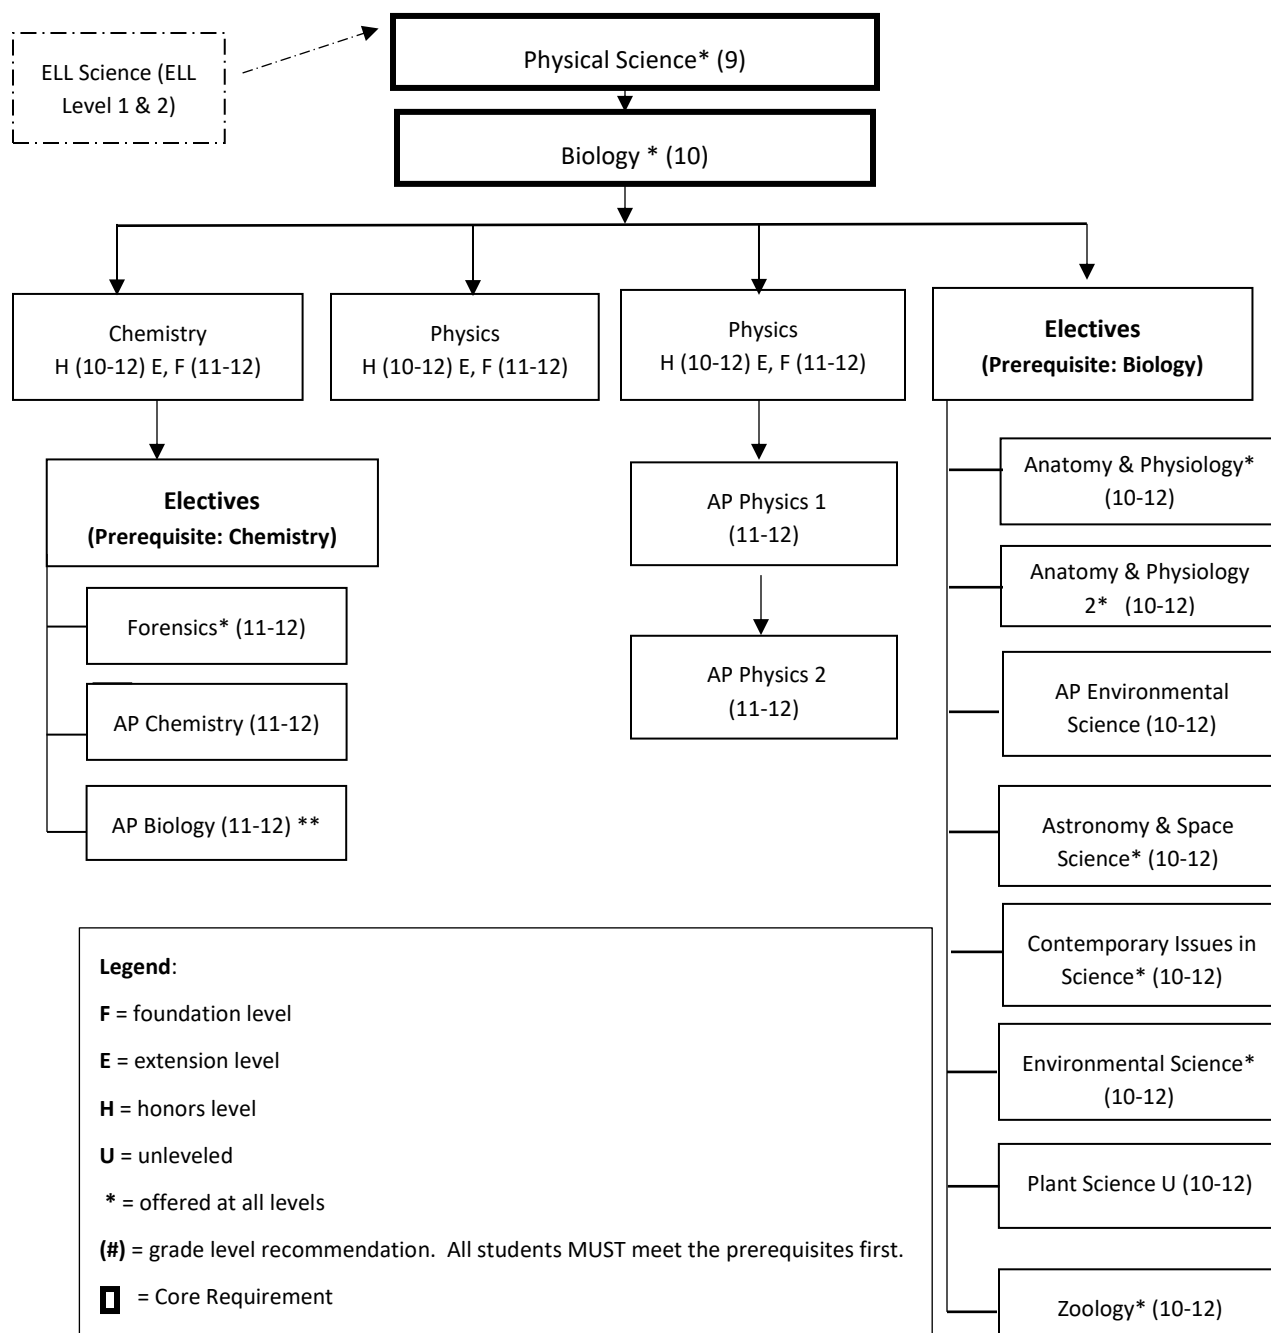 ELL Science (ELL
Level 1 & 2)
Physical Science* (9)
Biology * (10)
Chemistry
H (10-12) E, F (11-12)
Physics
H (10-12) E, F (11-12)
Physics
H (10-12) E, F (11-12)
Electives
(Prerequisite: Biology)
Electives
(Prerequisite: Chemistry)
Forensics* (11-12)
AP Chemistry (11-12)
AP Biology (11-12) **
AP Physics 1
(11-12)
AP Physics 2
(11-12)
Anatomy & Physiology*
(10-12)
Anatomy & Physiology
2* (10-12)
AP Environmental
Science (10-12)
Astronomy & Space
Science* (10-12)
Contemporary Issues in
Science* (10-12)
Environmental Science*
(10-12)
Plant Science U (10-12)
Zoology* (10-12)
Legend:
F = foundation level
E = extension level
H = honors level
U = unleveled
* = offered at all levels
(#) = grade level recommendation. All students MUST meet the prerequisites first.
= Core Requirement